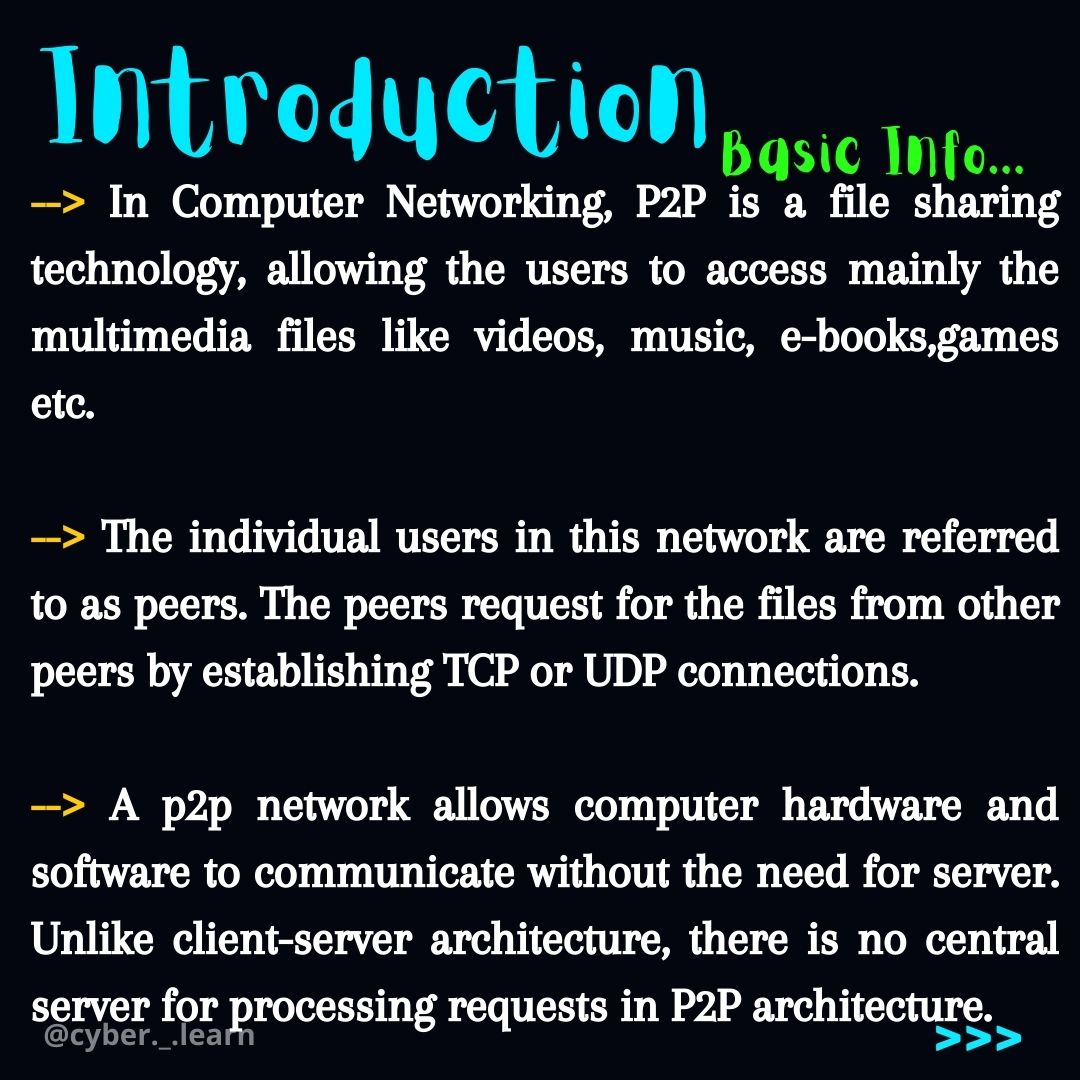 Introduction
Basic Info...
--> In Computer Networking, P2P is a file sharing
technology, allowing the users to access mainly the
multimedia files like videos, music, e-books,games
etc.
--> The individual users in this network are referred
to as peers. The peers request for the files from other
peers by establishing TCP or UDP connections.
--> A p2p network allows computer hardware and
software to communicate without the need for server.
Unlike client-server architecture, there is no central
server for processing requests in P2P architecture.
@cyber._.learn
>>>